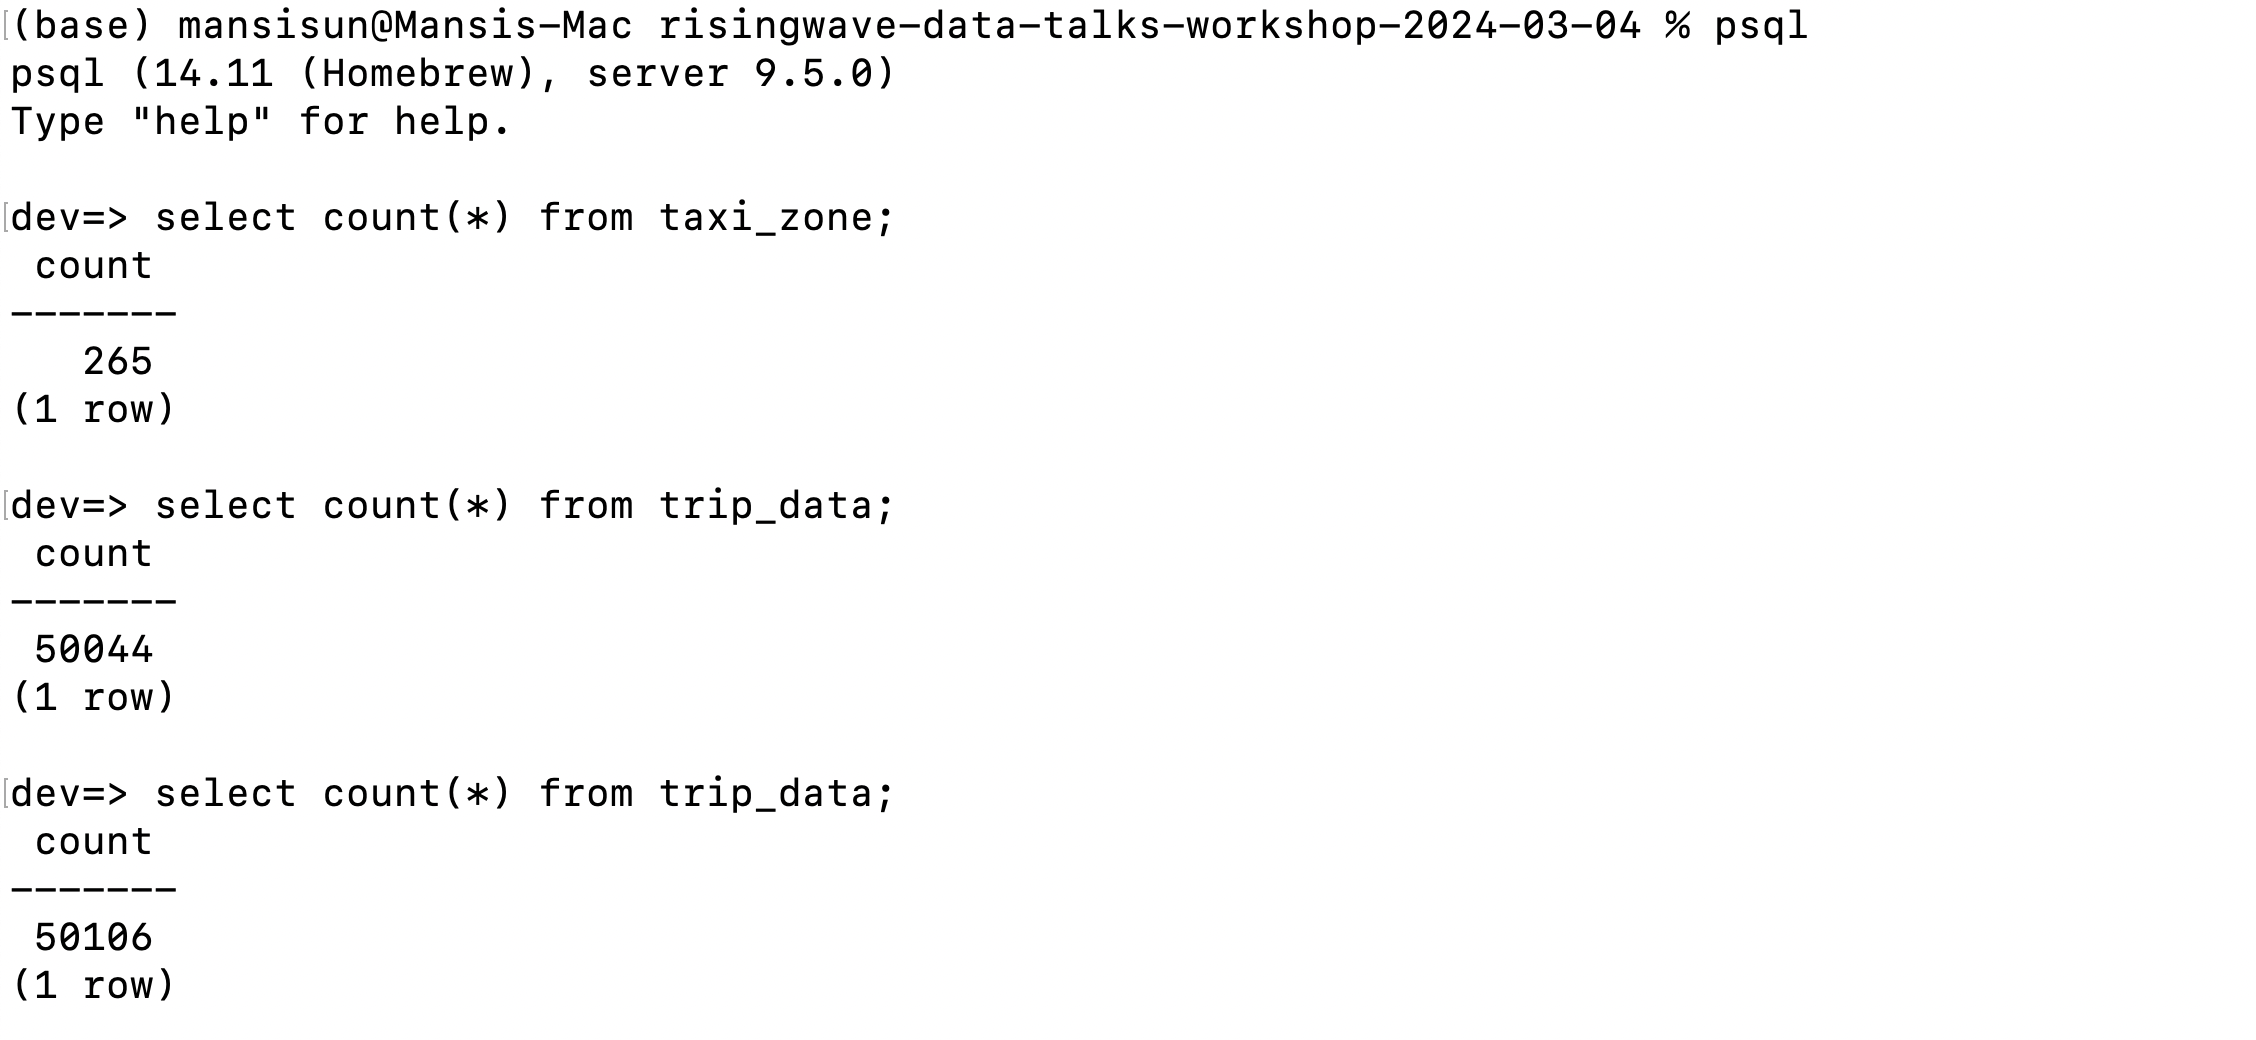 (base) mansisun@Mansis-Mac risingwave-data-talks-workshop-2024-03-04 % psql
psql (14.11 (Homebrew), server 9.5.0)
Type "help" for help.

dev=> select count(*) from taxi_zone;
 count
-------
   265
(1 row)

dev=> select count(*) from trip_data;
 count
-------
 50044
(1 row)

dev=> select count(*) from trip_data;
 count
-------
 50106
(1 row)